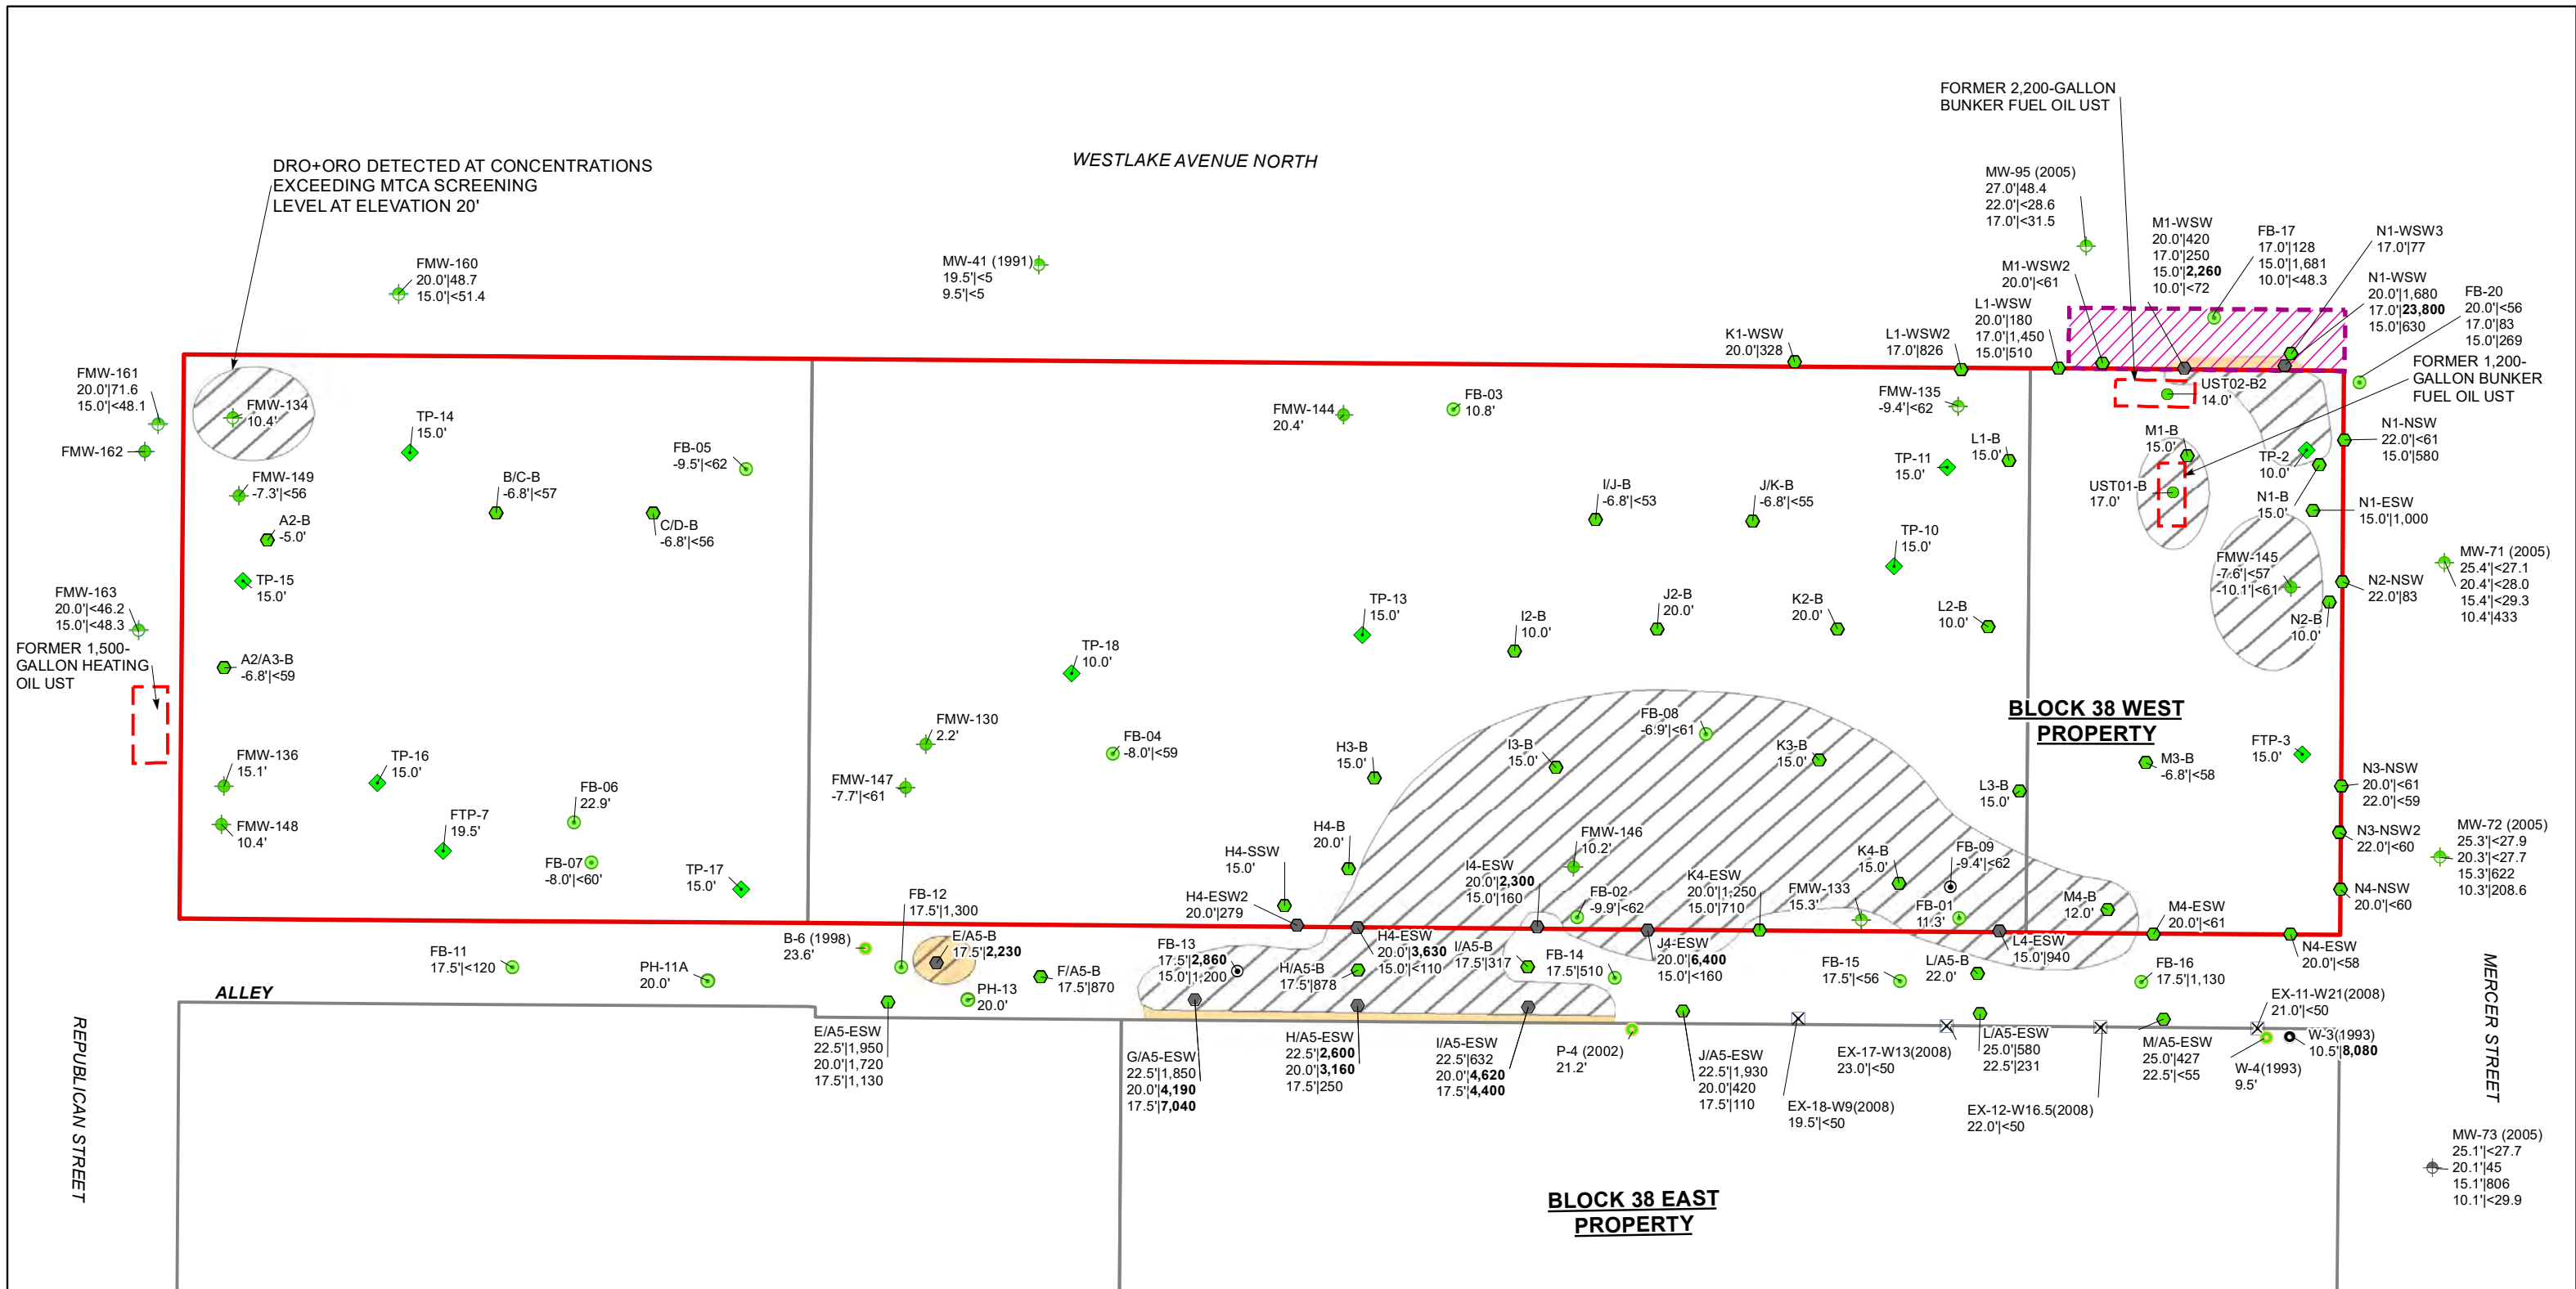 FORMER 2,200-GALLON
BUNKER FUEL OIL UST
DRO+ORO DETECTED AT CONCENTRATIONS
EXCEEDING MTCA SCREENING
LEVEL AT ELEVATION 20'
WESTLAKE AVENUE NORTH
MW-95 (2005)
27.0'|48.4
22.0'|<28.6
17.0'|<31.5
M1-WSW
20.0'|420
17.0'|250
15.0'|2,260
10.0'|<72
FB-17
17.0'|128
15.0'|1,681
10.0'|<48.3
N1-WSW3
17.0'|77
FMW-160
20.0'|48.7
15.0'|<51.4
MW-41 (1991)
19.5'|<5
9.5'|<5
M1-WSW2
20.0'|<61
N1-WSW
20.0'|1,680
17.0'|23,800
15.0'|630
FB-20
20.0'|<56
17.0'|83
15.0'|269
L1-WSW
20.0'|180
17.0'|1,450
15.0'|510
K1-WSW
20.0'|328
L1-WSW2
17.0'|826
FORMER 1,200-
GALLON BUNKER
FUEL OIL UST
FMW-161
20.0'|71.6
15.0'|<48.1
FMW-162
FMW-134
10.4'
TP-14
15.0'
FMW-144
20.4'
FB-03
10.8'
FMW-135
-9.4'|<62
UST02-B2
14.0'
FB-05
-9.5'|<62
L1-B
15.0'
TP-11
15.0'
M1-B
15.0'
TP-2
10.0'
N1-NSW
22.0'|<61
15.0'|580
FMW-149
-7.3'|<56
B/C-B
-6.8'|<57
C/D-B
-6.8'|<56
I/J-B
-6.8'|<53
J/K-B
-6.8'|<55
UST01-B
17.0'
N1-B
15.0'
N1-ESW
15.0'|1,000
A2-B
-5.0'
TP-15
15.0'
TP-10
15.0'
FMW-145
-7.6'|<57
-10.1'|<61
MW-71 (2005)
25.4'|<27.1
20.4'|<28.0
15.4'|<29.3
10.4'|433
N2-NSW
22.0'|83
FMW-163
20.0'|<46.2
15.0'|<48.3
TP-13
15.0'
I2-B
10.0'
J2-B
20.0'
K2-B
20.0'
L2-B
10.0'
N2-B
10.0'
FORMER 1,500-
GALLON HEATING
OIL UST
A2/A3-B
-6.8'|<59
TP-18
10.0'
BLOCK 38 WEST
PROPERTY
FMW-130
2.2'
FB-04
-8.0'|<59
FB-08
-6.9'|<61
H3-B
15.0'
I3-B
15.0'
K3-B
15.0'
M3-B
-6.8'|<58
FTP-3
15.0'
FMW-136
15.1'
TP-16
15.0'
FMW-147
-7.7'|<61
L3-B
15.0'
N3-NSW
20.0'|<61
22.0'|<59
FMW-148
10.4'
FTP-7
19.5'
FB-06
22.9'
FB-07
-8.0'|<60'
TP-17
15.0'
H4-B
20.0'
H4-SSW
15.0'
FMW-146
10.2'
K4-B
15.0'
FB-09
-9.4'|<62
N3-NSW2
22.0'|<60
MW-72 (2005)
25.3'|<27.9
20.3'|<27.7
15.3'|622
10.3'|208.6
I4-ESW
20.0'|2,300
15.0'|160
K4-ESW
20.0'|1,250
15.0'|710
FB-02
-9.9'|<62
FMW-133
15.3'
FB-01
11.3'
M4-B
12.0'
N4-NSW
20.0'|<60
H4-ESW2
20.0'|279
FB-12
17.5'|1,300
M4-ESW
20.0'|<61
N4-ESW
20.0'|<58
FB-11
17.5'|<120
PH-11A
20.0'
B-6 (1998)
23.6'
E/A5-B
17.5'|2,230
FB-13
17.5'|2,860
15.0'|1,200
H4-ESW
20.0'|3,630
15.0'|<110
H/A5-B
17.5'|878
I/A5-B
17.5'|317
FB-14
17.5'|510
J4-ESW
20.0'|6,400
15.0'|<160
L4-ESW
15.0'|940
FB-15
17.5'|<56
L/A5-B
22.0'
FB-16
17.5'|1,130
ALLEY
PH-13
20.0'
F/A5-B
17.5'|870
EX-11-W21(2008)
21.0'|<50
REPUBLICAN STREET
MERCER STREET
E/A5-ESW
22.5'|1,950
20.0'|1,720
17.5'|1,130
G/A5-ESW
22.5'|1,850
20.0'|4,190
17.5'|7,040
H/A5-ESW
22.5'|2,600
20.0'|3,160
17.5'|250
I/A5-ESW
22.5'|632
20.0'|4,620
17.5'|4,400
P-4 (2002)
21.2'
J/A5-ESW
22.5'|1,930
20.0'|420
17.5'|110
EX-17-W13(2008)
23.0'|<50
L/A5-ESW
25.0'|580
22.5'|231
M/A5-ESW
25.0'|427
22.5'|<55
W-3(1993)
10.5'|8,080
W-4(1993)
9.5'
EX-18-W9(2008)
19.5'|<50
EX-12-W16.5(2008)
22.0'|<50
MW-73 (2005)
25.1'|<27.7
20.1'|45
15.1'|806
10.1'|<29.9
BLOCK 38 EAST
PROPERTY